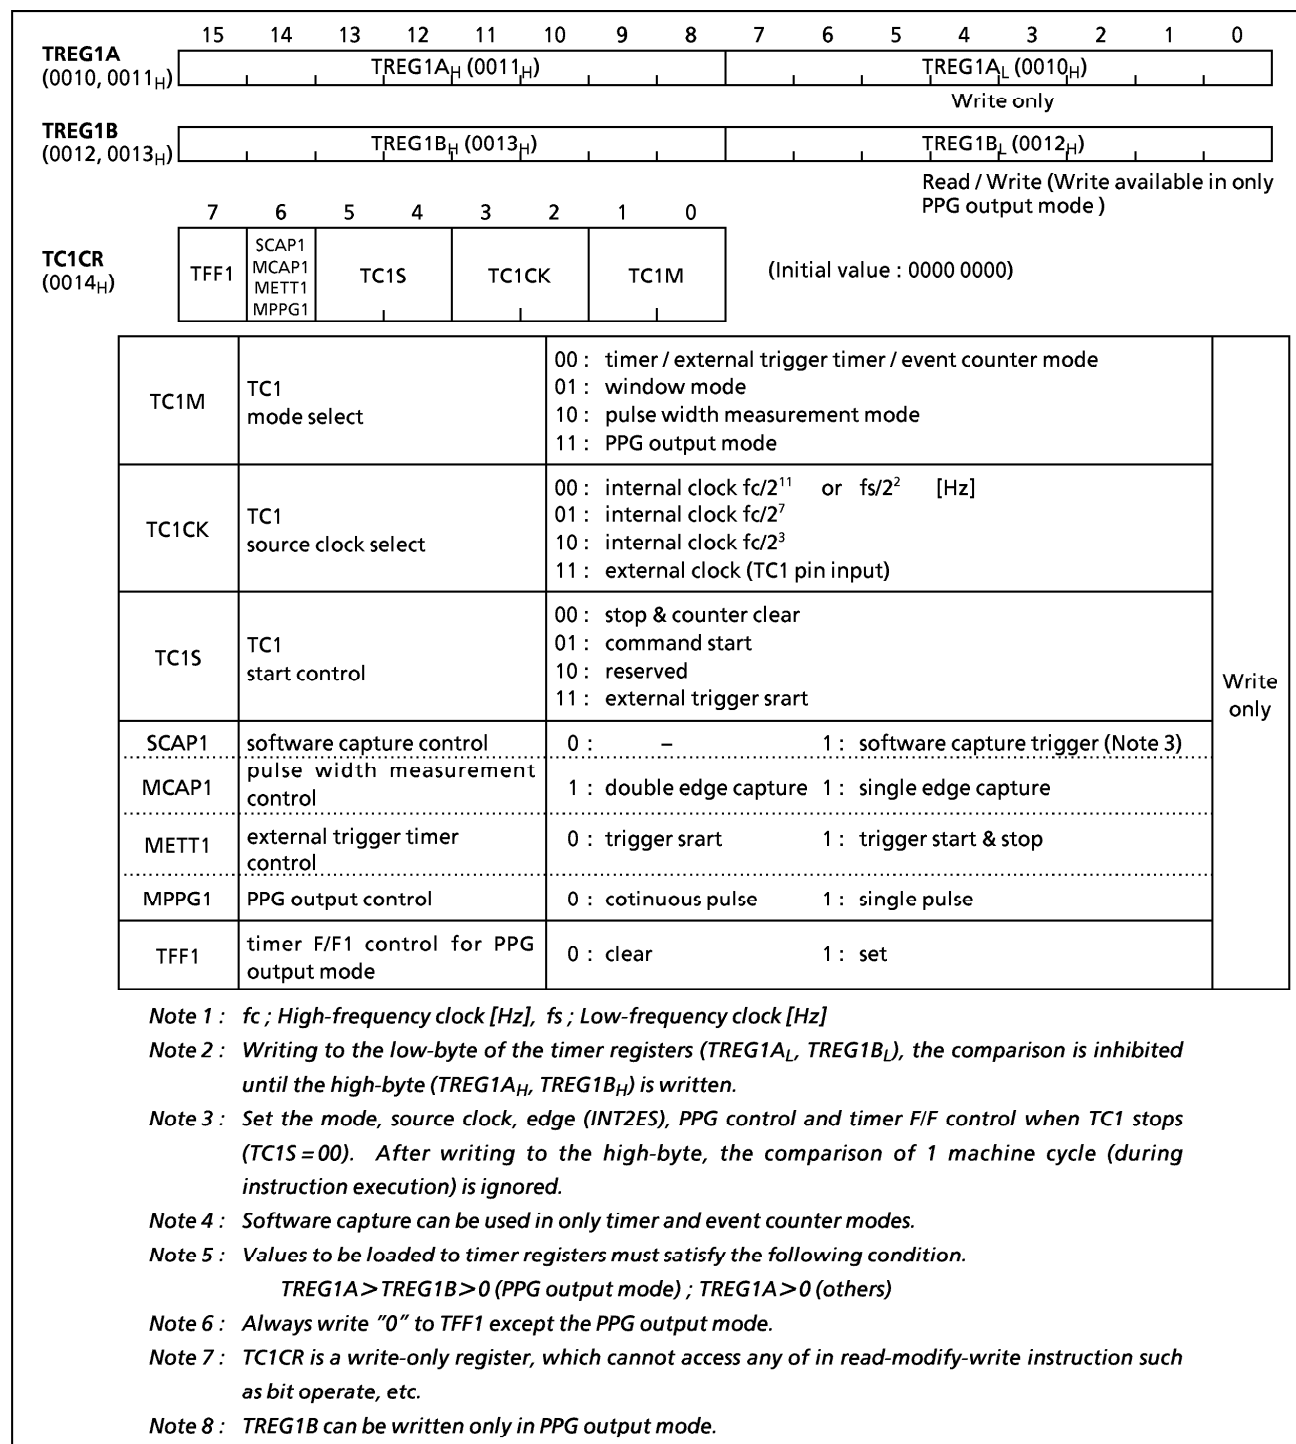 15 14 13 12 11 10 9 8 7 6 5 4 3 2 1 0
TREG1A
(0010, 0011H) TREG1AH (0011H) TREG1AL (0010H)
Write only
TREG1B
(0012, 0013H) TREG1BH (0013H) TREG1BL (0012H)
Read / Write (Write available in only
PPG output mode )
7 6 5 4 3 2 1 0
TC1CR
(0014H)
TFF1
SCAP1
MCAP1
METT1
MPPG1
TC1S TC1CK TC1M (Initial value : 0000 0000)
TC1M
TC1
mode select
00 : timer / external trigger timer / event counter mode
01 : window mode
10 : pulse width measurement mode
11 : PPG output mode
TC1CK
TC1
source clock select
00 : internal clock fc/2¹¹ or fs/2² [Hz]
01 : internal clock fc/2⁷
10 : internal clock fc/2³
11 : external clock (TC1 pin input)
TC1S
TC1
start control
00 : stop & counter clear
01 : command start
10 : reserved
11 : external trigger srart
Write
only
SCAP1 software capture control 0 : – 1 : software capture trigger (Note 3)
MCAP1
pulse width measurement
control
1 : double edge capture 1 : single edge capture
METT1
external trigger timer
control
0 : trigger srart 1 : trigger start & stop
MPPG1 PPG output control 0 : cotinuous pulse 1 : single pulse
TFF1
timer F/F1 control for PPG
output mode
0 : clear 1 : set
Note 1 : fc ; High-frequency clock [Hz], fs ; Low-frequency clock [Hz]
Note 2 : Writing to the low-byte of the timer registers (TREG1AL, TREG1BL), the comparison is inhibited
until the high-byte (TREG1AH, TREG1BH) is written.
Note 3 : Set the mode, source clock, edge (INT2ES), PPG control and timer F/F control when TC1 stops
(TC1S = 00). After writing to the high-byte, the comparison of 1 machine cycle (during
instruction execution) is ignored.
Note 4 : Software capture can be used in only timer and event counter modes.
Note 5 : Values to be loaded to timer registers must satisfy the following condition.
TREG1A > TREG1B > 0 (PPG output mode) ; TREG1A > 0 (others)
Note 6 : Always write "0" to TFF1 except the PPG output mode.
Note 7 : TC1CR is a write-only register, which cannot access any of in read-modify-write instruction such
as bit operate, etc.
Note 8 : TREG1B can be written only in PPG output mode.